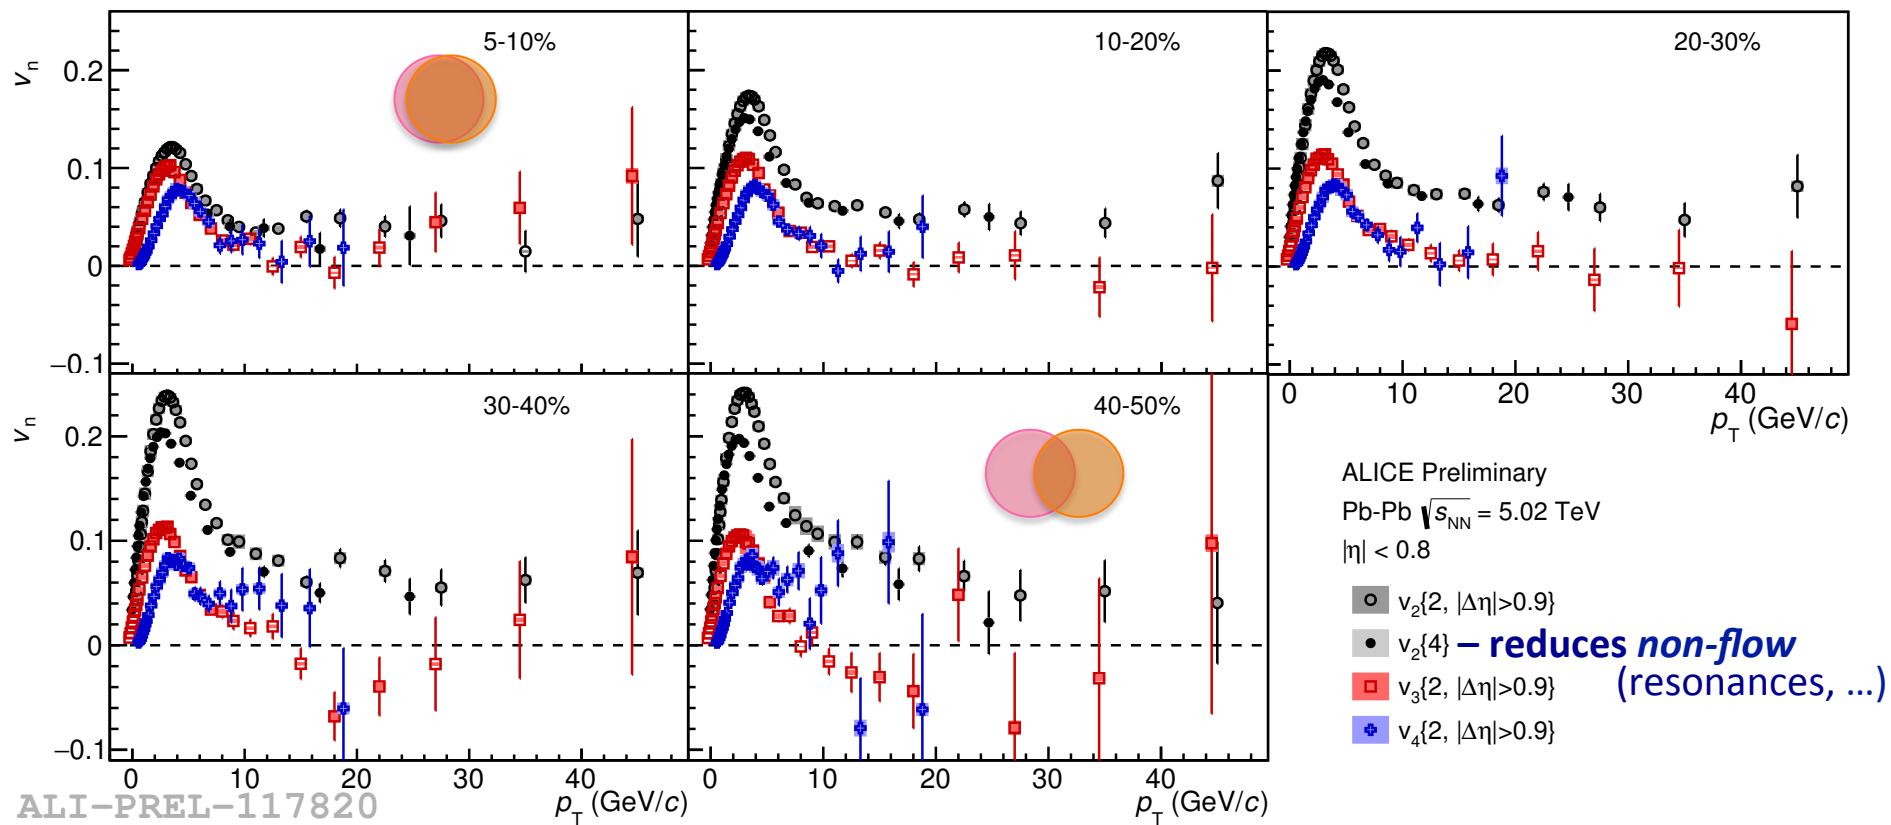 5-10%
10-20%
20-30%
v_n
0.2
0.1
0
−0.1
30-40%
40-50%
v_n
0.2
0.1
0
−0.1
0 10 20 30 40
p_T (GeV/c)
0 10 20 30 40
p_T (GeV/c)
0 10 20 30 40
p_T (GeV/c)
ALICE Preliminary
Pb-Pb √s_NN = 5.02 TeV
|η| < 0.8
v₂{2, |Δη|>0.9}
v₂{4} – reduces non-flow
(resonances, ...)
v₃{2, |Δη|>0.9}
v₄{2, |Δη|>0.9}
ALI−PREL−117820